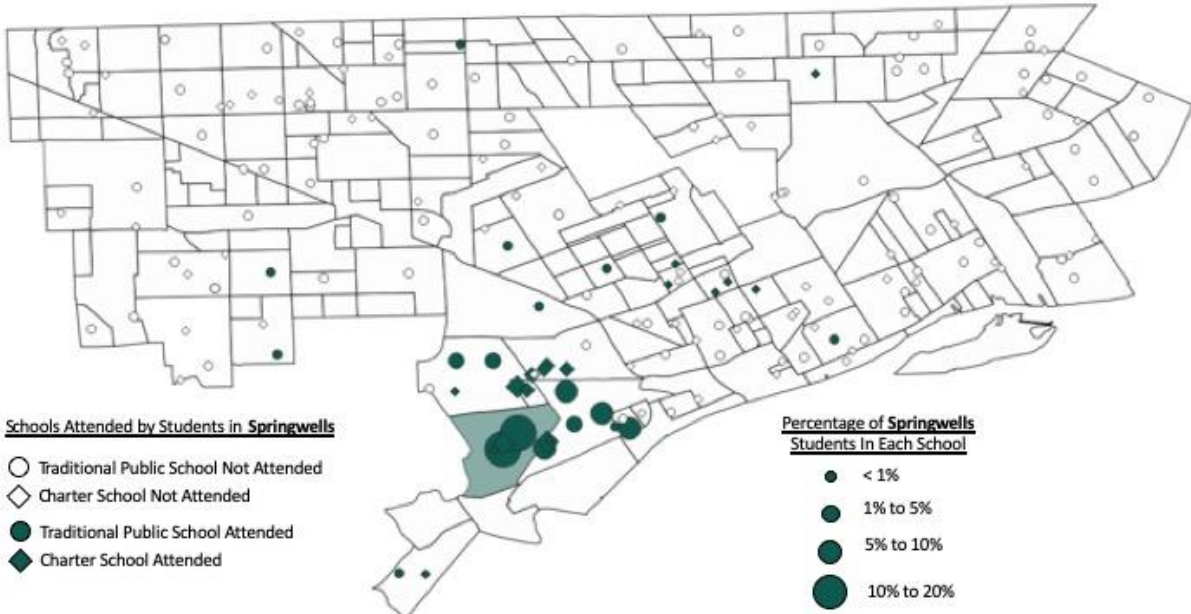 Schools Attended by Students in Springwells
Traditional Public School Not Attended
Charter School Not Attended
Traditional Public School Attended
Charter School Attended
Percentage of Springwells
Students In Each School
< 1%
1% to 5%
5% to 10%
10% to 20%